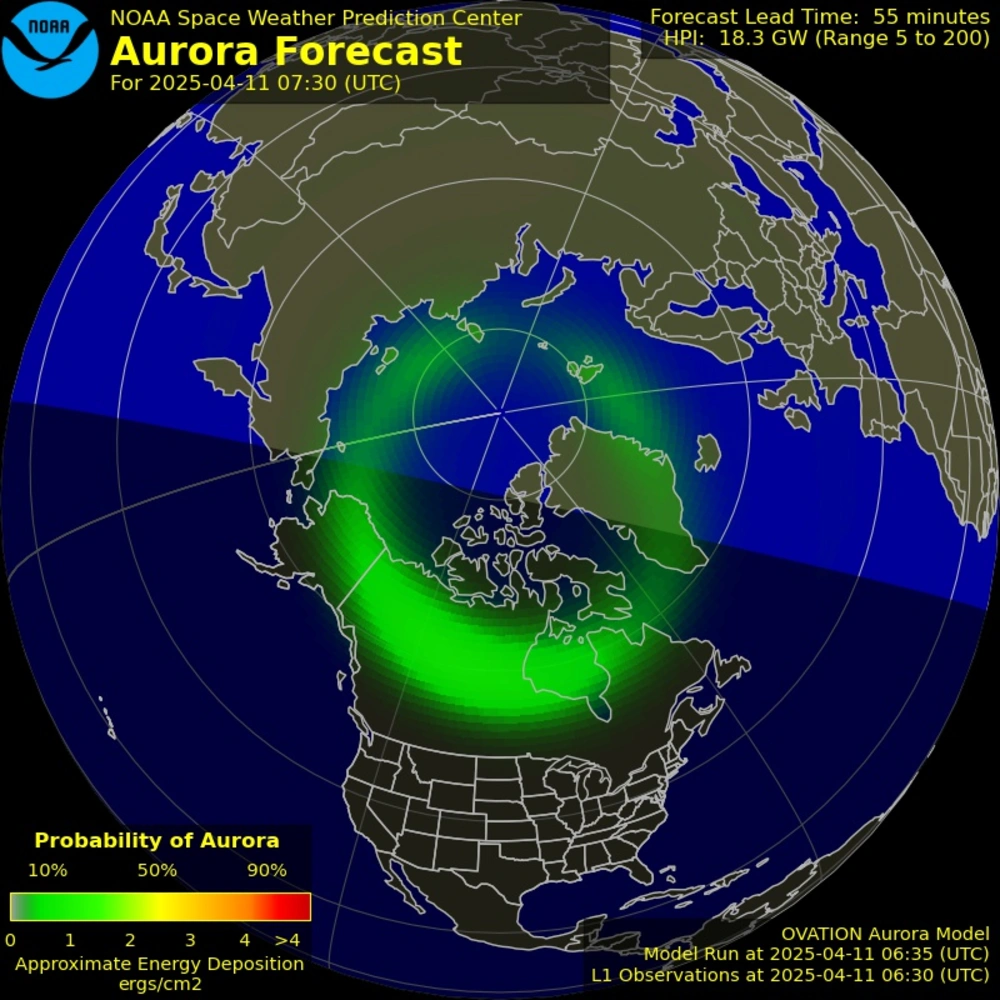 NOAA
NOAA Space Weather Prediction Center
Aurora Forecast
For 2025-04-11 07:30 (UTC)
Forecast Lead Time: 55 minutes
HPI: 18.3 GW (Range 5 to 200)
Probability of Aurora
10% 50% 90%
0 1 2 3 4 >4
Approximate Energy Deposition
ergs/cm2
OVATION Aurora Model
Model Run at 2025-04-11 06:35 (UTC)
L1 Observations at 2025-04-11 06:30 (UTC)